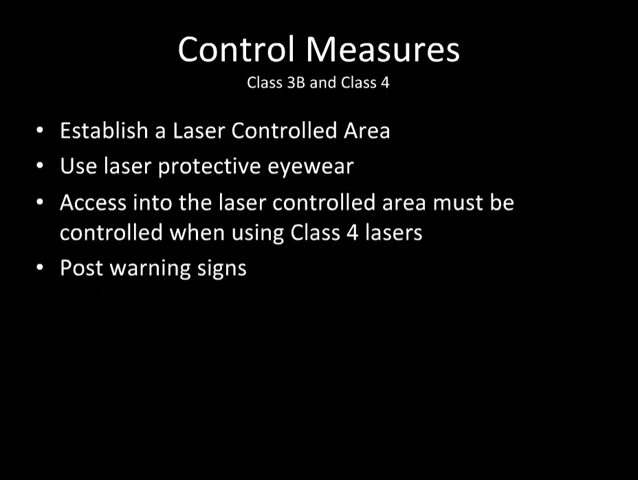 Control Measures
Class 3B and Class 4
• Establish a Laser Controlled Area
• Use laser protective eyewear
• Access into the laser controlled area must be
controlled when using Class 4 lasers
• Post warning signs